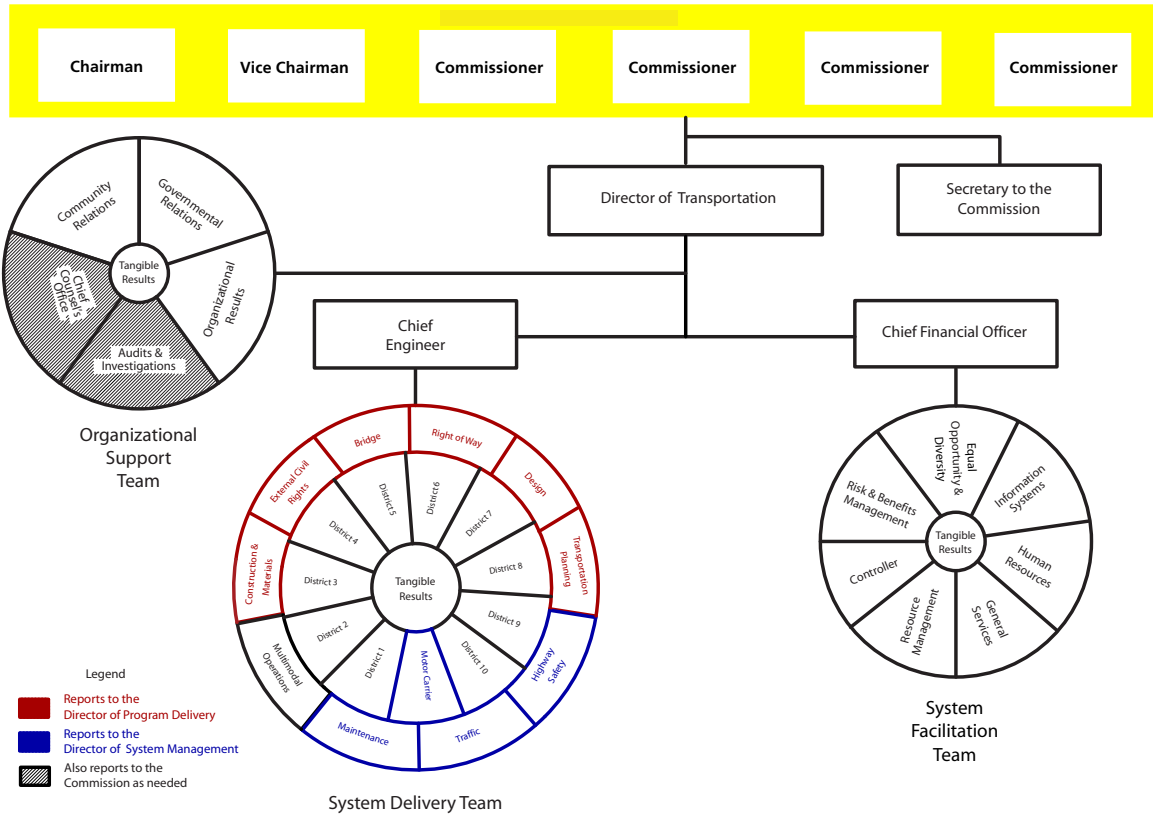 Chairman
Vice Chairman
Commissioner
Commissioner
Commissioner
Commissioner
Director of Transportation
Secretary to the
Commission
Community
Relations
Governmental
Relations
Organizational
Results
Audits &
Investigations
Chief
Counsel's
Office
Tangible
Results
Organizational
Support
Team
Chief
Engineer
Chief Financial Officer
Bridge
Right of Way
Design
Transportation
Planning
Highway
Safety
Traffic
Maintenance
Multimodal
Operations
Construction &
Materials
External Civil
Rights
District 1
District 2
District 3
District 4
District 5
District 6
District 7
District 8
District 9
District 10
Motor Carrier
Tangible
Results
System Delivery Team
Equal
Opportunity &
Diversity
Information
Systems
Human
Resources
General
Services
Resource
Management
Controller
Risk & Benefits
Management
Tangible
Results
System
Facilitation
Team
Legend
Reports to the
Director of Program Delivery
Reports to the
Director of System Management
Also reports to the
Commission as needed